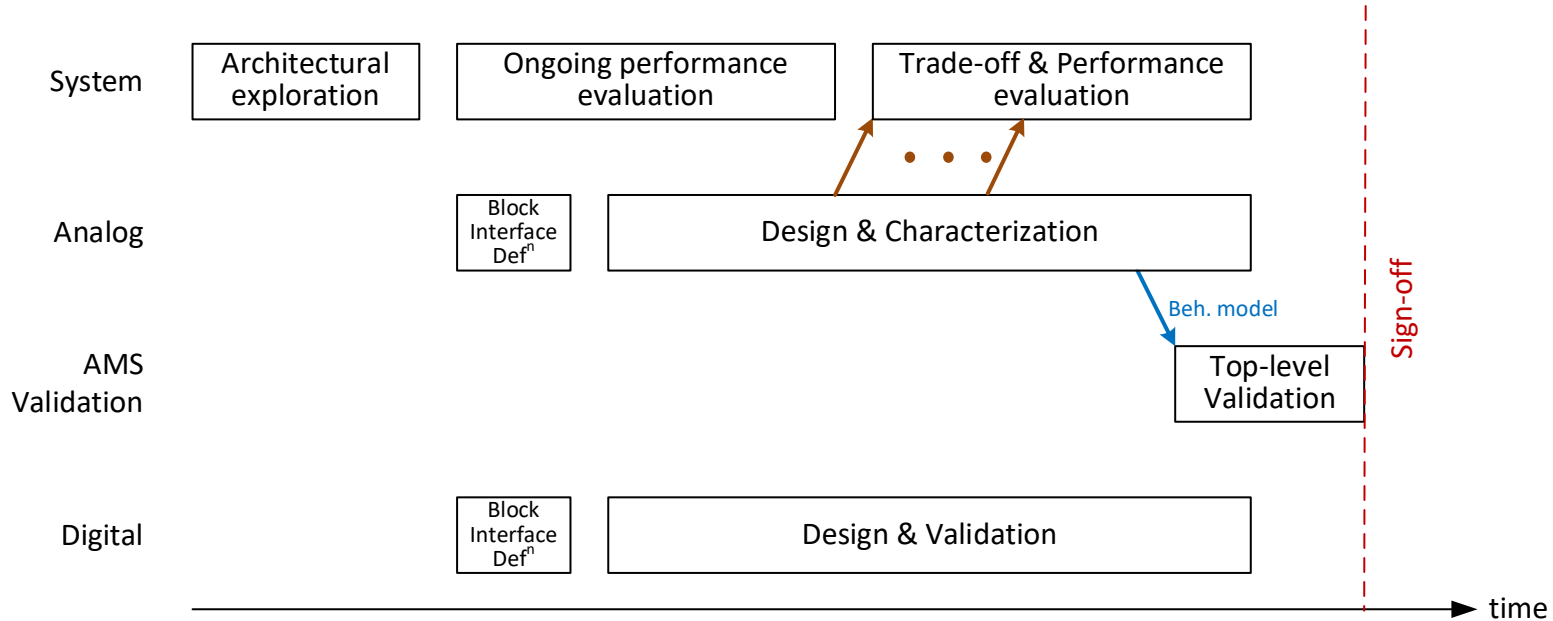 System
Architectural
exploration
Ongoing performance
evaluation
Trade-off & Performance
evaluation
Analog
Block
Interface
Defⁿ
Design & Characterization
Beh. model
Sign-off
AMS
Validation
Top-level
Validation
Digital
Block
Interface
Defⁿ
Design & Validation
time